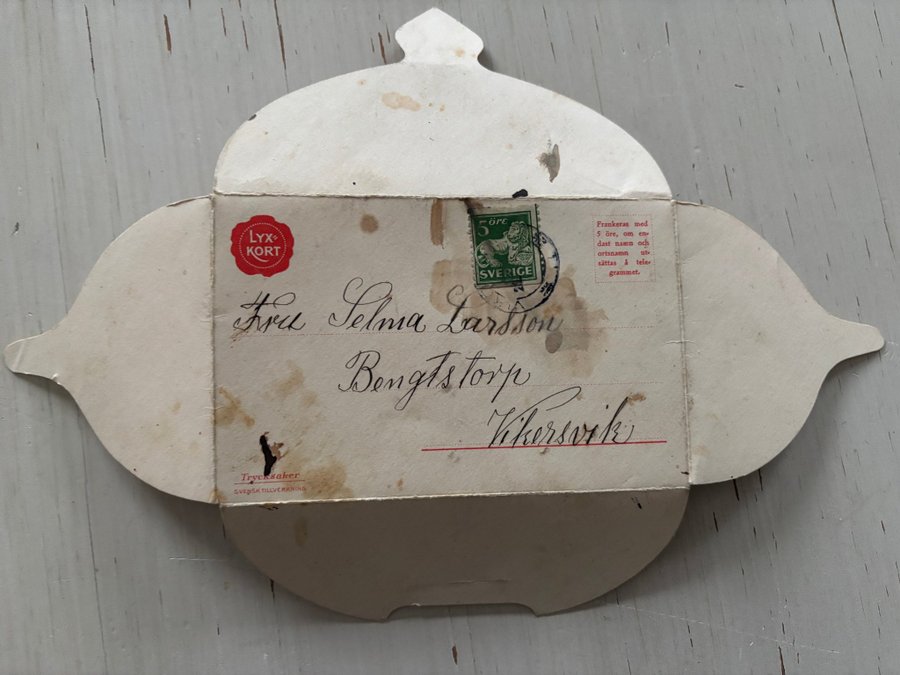 LYX-
KORT
5 öre
SVERIGE
Frankeras med
5 öre, om en-
dast namn och
ortsnamn ut-
sättas å tele-
grammet.
Fru Selma Larsson
Bengtstorp
Vikersvik
Trycksaker
SVENSK TILLVERKNING